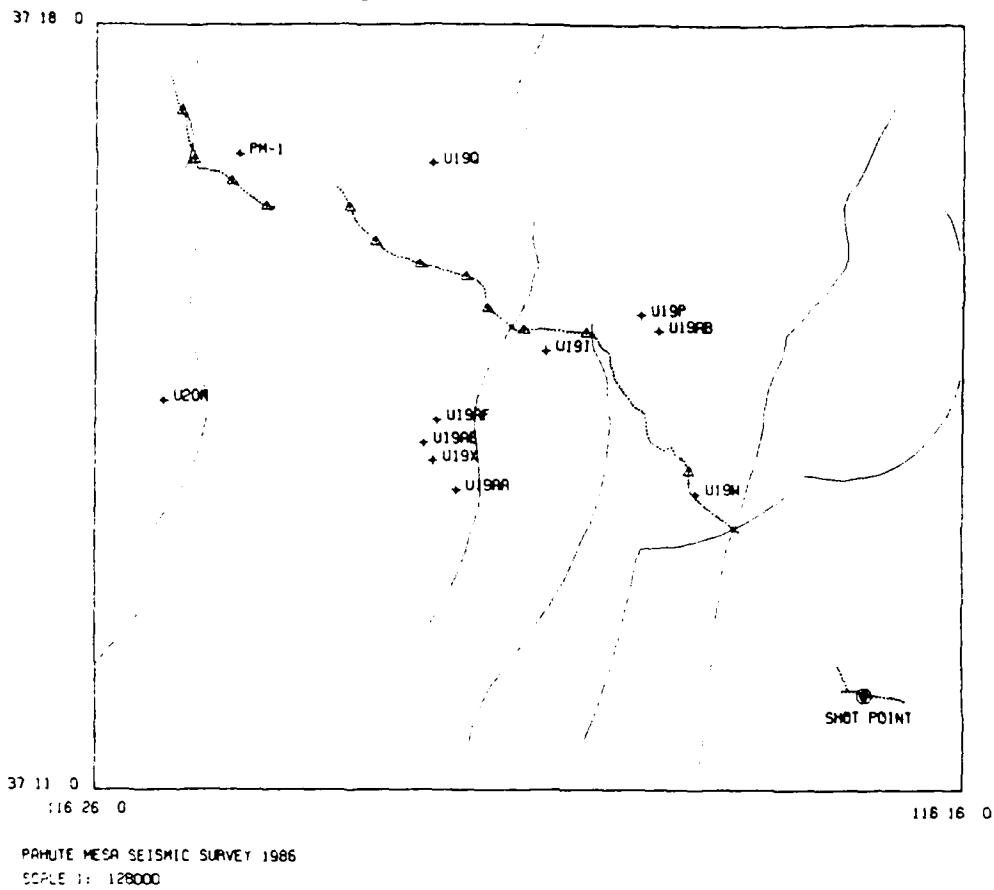 37 18 0
PM-1
U19Q
U19P
U19AB
U19I
U20M
U19AF
U19AE
U19X
U19AA
U19W
SHOT POINT
37 11 0
116 26 0
116 16 0
PAHUTE MESA SEISMIC SURVEY 1986
SCALE 1: 128000